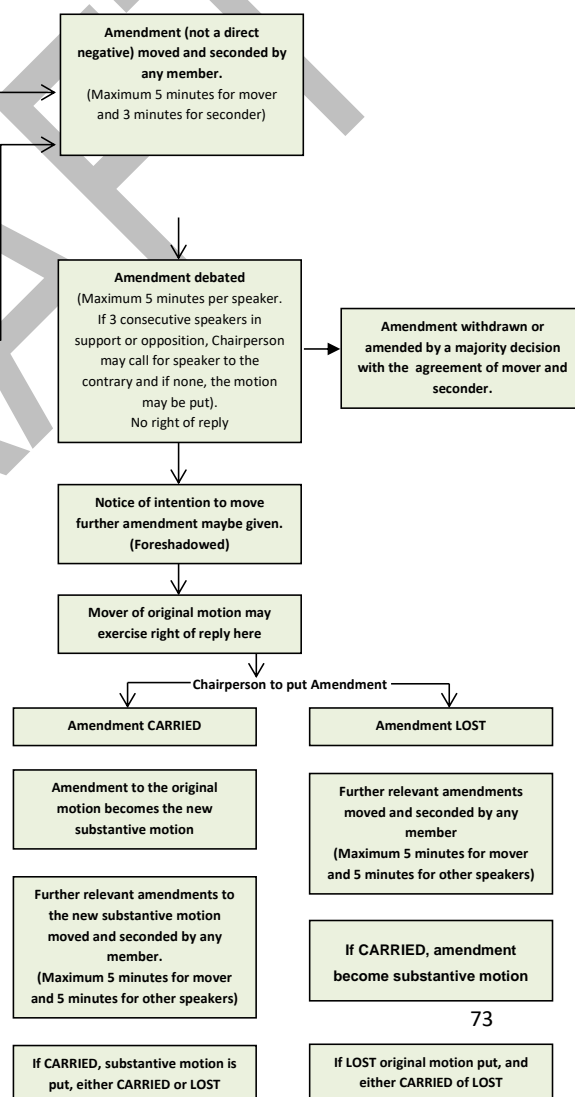 Amendment (not a direct
negative) moved and seconded by
any member.
(Maximum 5 minutes for mover
and 3 minutes for seconder)
Amendment debated
(Maximum 5 minutes per speaker.
If 3 consecutive speakers in
support or opposition, Chairperson
may call for speaker to the
contrary and if none, the motion
may be put).
No right of reply
Amendment withdrawn or
amended by a majority decision
with the agreement of mover and
seconder.
Notice of intention to move
further amendment maybe given.
(Foreshadowed)
Mover of original motion may
exercise right of reply here
Chairperson to put Amendment
Amendment CARRIED
Amendment to the original
motion becomes the new
substantive motion
Further relevant amendments to
the new substantive motion
moved and seconded by any
member.
(Maximum 5 minutes for mover
and 5 minutes for other speakers)
If CARRIED, substantive motion is
put, either CARRIED or LOST
Amendment LOST
Further relevant amendments
moved and seconded by any
member
(Maximum 5 minutes for mover
and 5 minutes for other speakers)
If CARRIED, amendment
become substantive motion
73
If LOST original motion put, and
either CARRIED of LOST